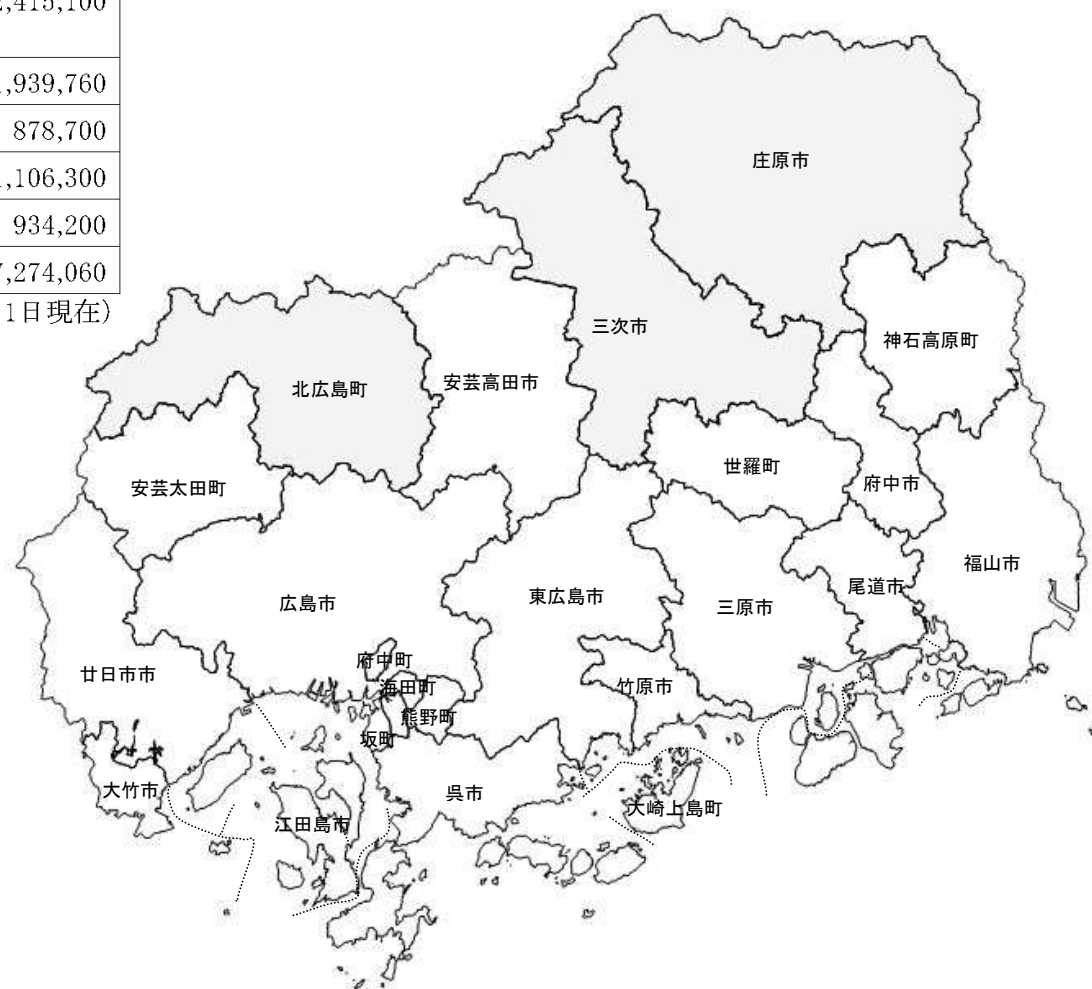 2,415,100
,939,760
878,700
,106,300
934,200
7,274,060
1日現在)
庄原市
三次市
神石高原町
北広島町
安芸高田市
世羅町
安芸太田町
府中市
福山市
尾道市
広島市
東広島市
三原市
府中町
廿日市市
海田町
竹原市
熊野町
坂町
大竹市
呉市
江田島市
大崎上島町